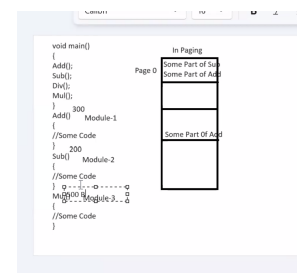 Calibri
void main()
{
Add();
Sub();
Div();
Mul();
}
300
Add()
Module-1
{
//Some Code
}
200
Sub()
Module-2
{
//Some Code
}
500 B
Module-3
{
//Some Code
}
In Paging
Page 0
Some Part of Sub
Some Part of Add
Some Part 0f Add